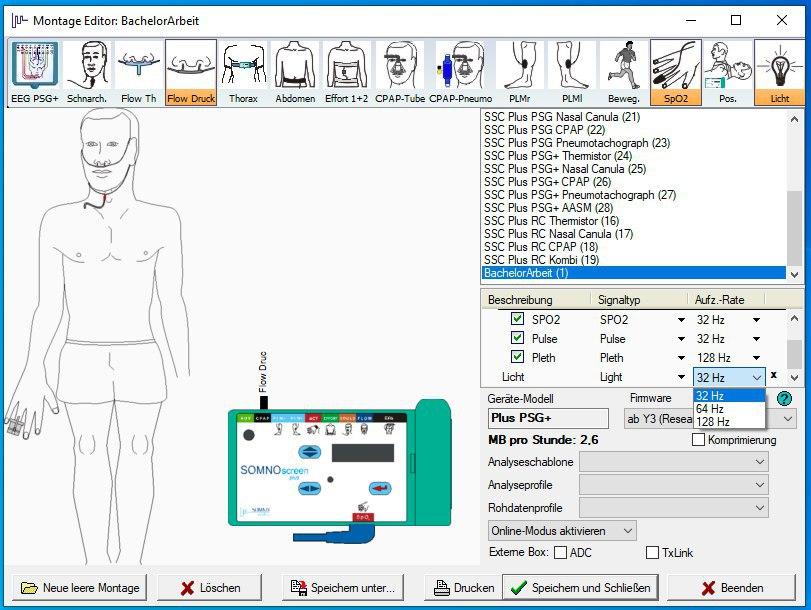 Montage Editor: BachelorArbeit
EEG PSG+ Schnarch. Flow Th Flow Druck Thorax Abdomen Effort 1+2 CPAP-Tube CPAP-Pneumo PLMr PLMl Beweg. SpO2 Pos. Licht
SSC Plus PSG Nasal Canula (21)
SSC Plus PSG CPAP (22)
SSC Plus PSG Pneumotachograph (23)
SSC Plus PSG+ Thermistor (24)
SSC Plus PSG+ Nasal Canula (25)
SSC Plus PSG+ CPAP (26)
SSC Plus PSG+ Pneumotachograph (27)
SSC Plus PSG+ AASM (28)
SSC Plus RC Thermistor (16)
SSC Plus RC Nasal Canula (17)
SSC Plus RC CPAP (18)
SSC Plus RC Kombi (19)
BachelorArbeit (1)
Beschreibung Signaltyp Aufz.-Rate
SPO2 SPO2 32 Hz
Pulse Pulse 32 Hz
Pleth Pleth 128 Hz
Licht Light 32 Hz x
32 Hz
64 Hz
128 Hz
Geräte-Modell Firmware
Plus PSG+ ab Y3 (Resea
MB pro Stunde: 2,6 Komprimierung
Analyseschablone
Analyseprofile
Rohdatenprofile
Online-Modus aktivieren
Externe Box: ADC TxLink
Flow Druc
SOMNOscreen
plus
SpO2
Neue leere Montage Löschen Speichern unter... Drucken Speichern und Schließen Beenden